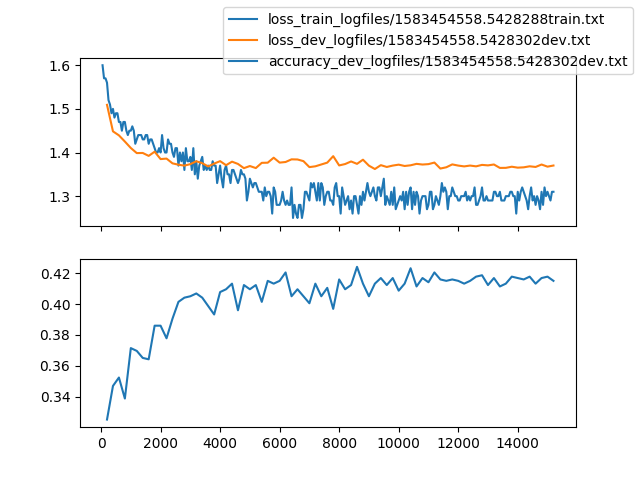 loss_train_logfiles/1583454558.5428288train.txt
loss_dev_logfiles/1583454558.5428302dev.txt
accuracy_dev_logfiles/1583454558.5428302dev.txt
1.6
1.5
1.4
1.3
0.42
0.40
0.38
0.36
0.34
0 2000 4000 6000 8000 10000 12000 14000